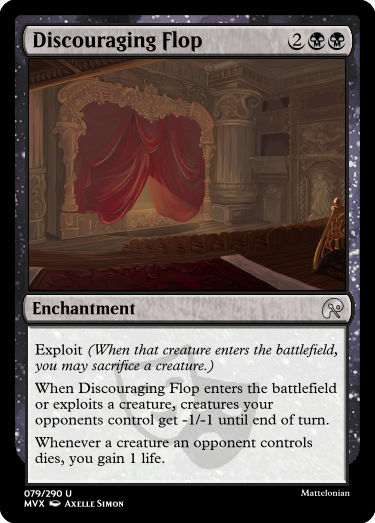 Discouraging Flop 2
Enchantment
Exploit (When that creature enters the battlefield,
you may sacrifice a creature.)
When Discouraging Flop enters the battlefield
or exploits a creature, creatures your
opponents control get -1/-1 until end of turn.
Whenever a creature an opponent controls
dies, you gain 1 life.
079/290 U
MVX Axelle Simon
Mattelonian